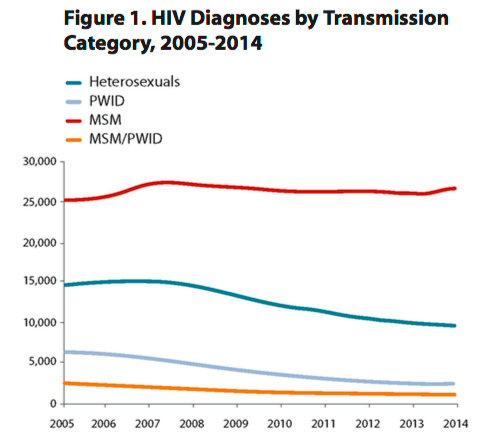 Figure 1. HIV Diagnoses by Transmission
Category, 2005-2014
Heterosexuals
PWID
MSM
MSM/PWID
30,000
25,000
20,000
15,000
10,000
5,000
0
2005 2006 2007 2008 2009 2010 2011 2012 2013 2014